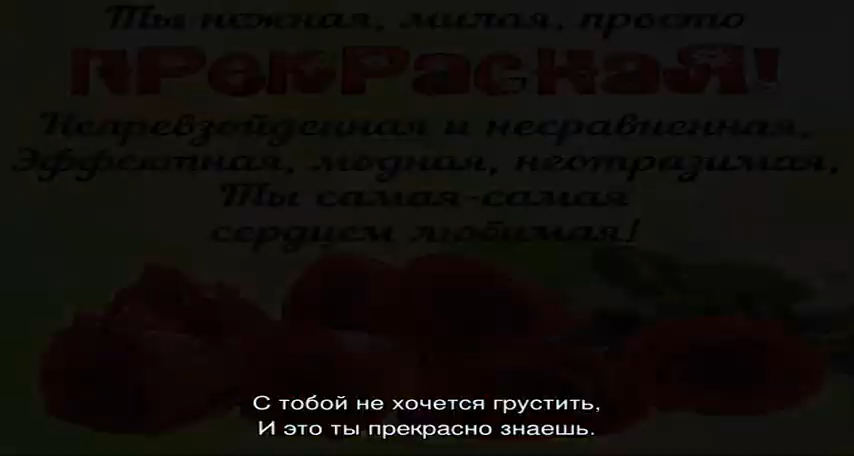 Ты нежная, милая, просто
ПРекРасНаЯ!
Непревзойденная и несравненная,
Эффектная, модная, неотразимая,
Ты самая-самая
сердцем любимая!
С тобой не хочется грустить,
И это ты прекрасно знаешь.